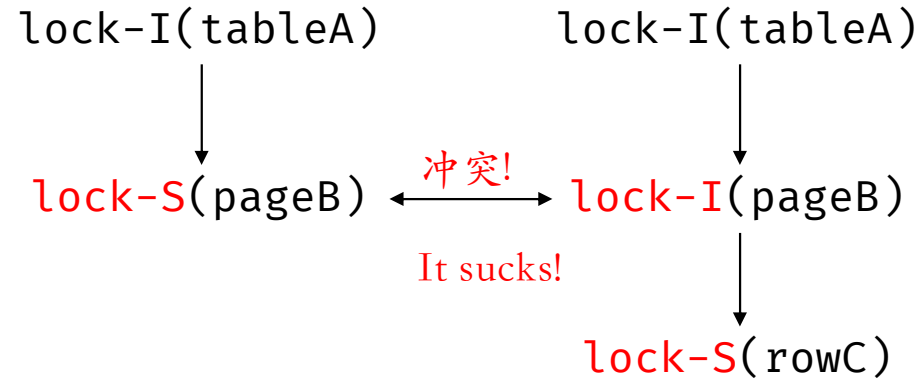 lock-I(tableA) lock-I(tableA)
冲突!
lock-S(pageB) lock-I(pageB)
It sucks!
lock-S(rowC)